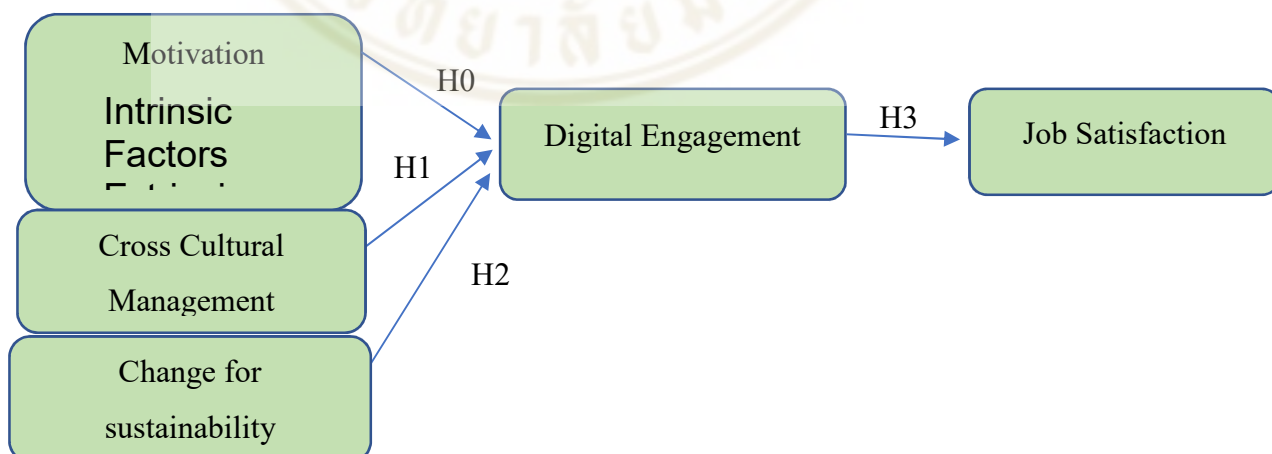 Motivation
Intrinsic
Factors
H0
H1
Cross Cultural
Management
H2
Change for
sustainability
Digital Engagement
H3
Job Satisfaction